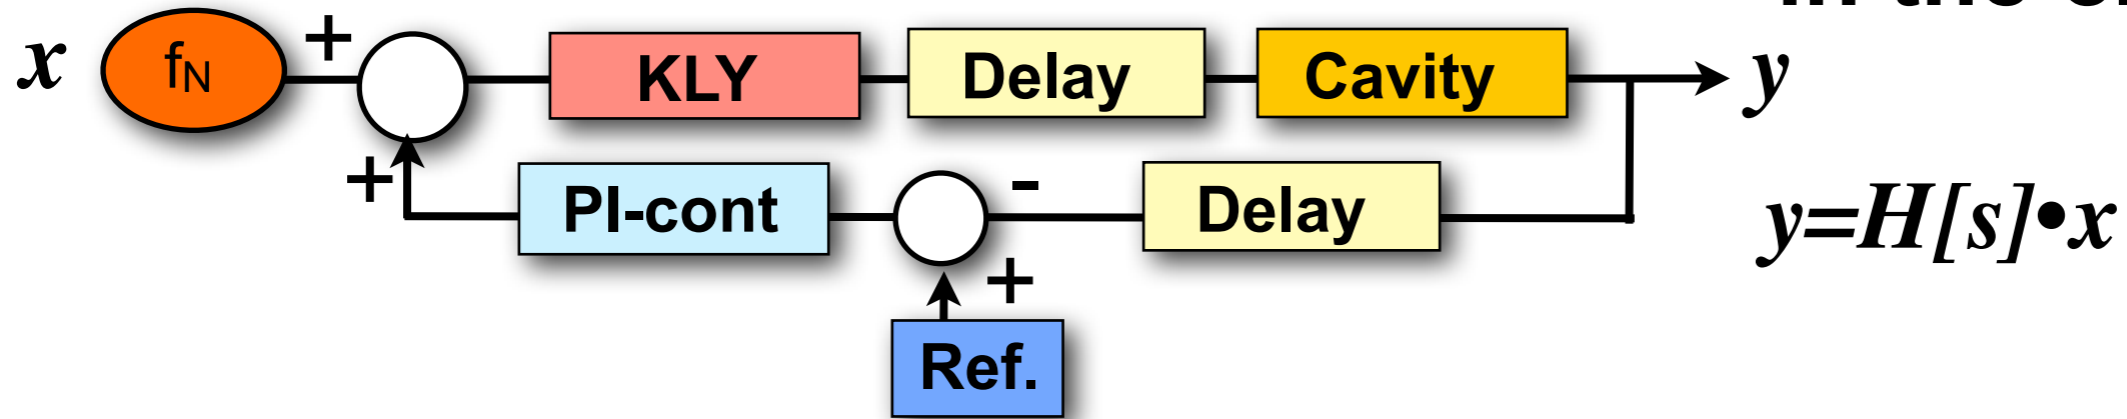 x fN + KLY Delay Cavity y
+ PI-cont - Delay y=H[s]•x
+
Ref.